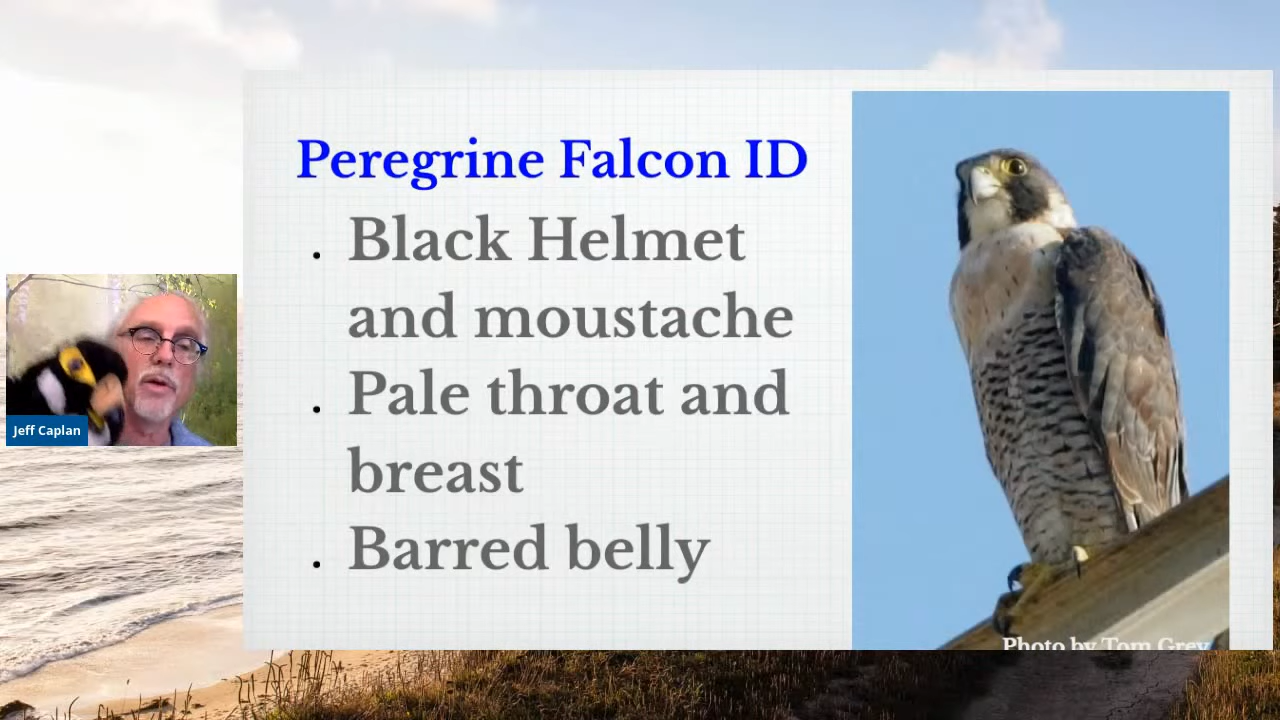 Peregrine Falcon ID
. Black Helmet
and moustache
. Pale throat and
breast
. Barred belly
Photo by Tom Grey
Jeff Caplan